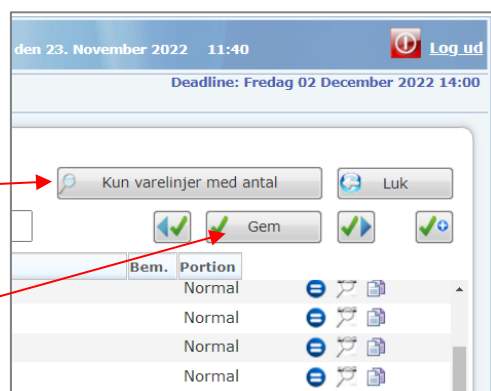 den 23. November 2022 11:40 Log ud
Deadline: Fredag 02 December 2022 14:00
Kun varelinjer med antal Luk
Gem
Bem. Portion
Normal
Normal
Normal
Normal